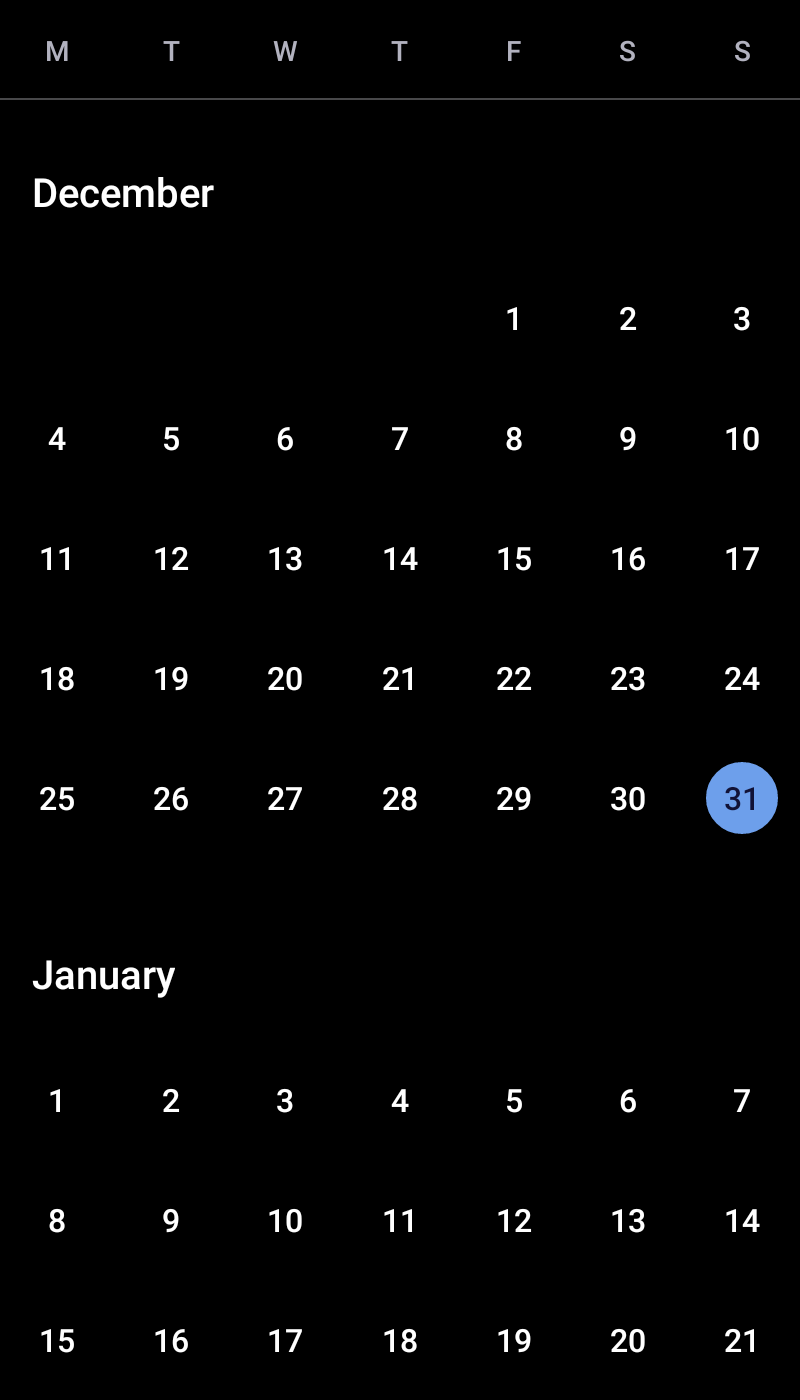 M T W T F S S
December
1 2 3
4 5 6 7 8 9 10
11 12 13 14 15 16 17
18 19 20 21 22 23 24
25 26 27 28 29 30 31
January
1 2 3 4 5 6 7
8 9 10 11 12 13 14
15 16 17 18 19 20 21